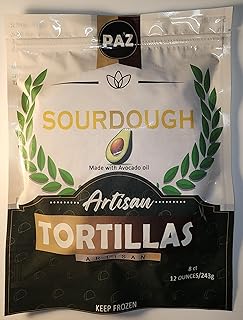 PAZ
SOURDOUGH
Made with Avocado oil
Artisan
TORTILLAS
ARTISAN
8 ct
12 OUNCES/243g
KEEP FROZEN